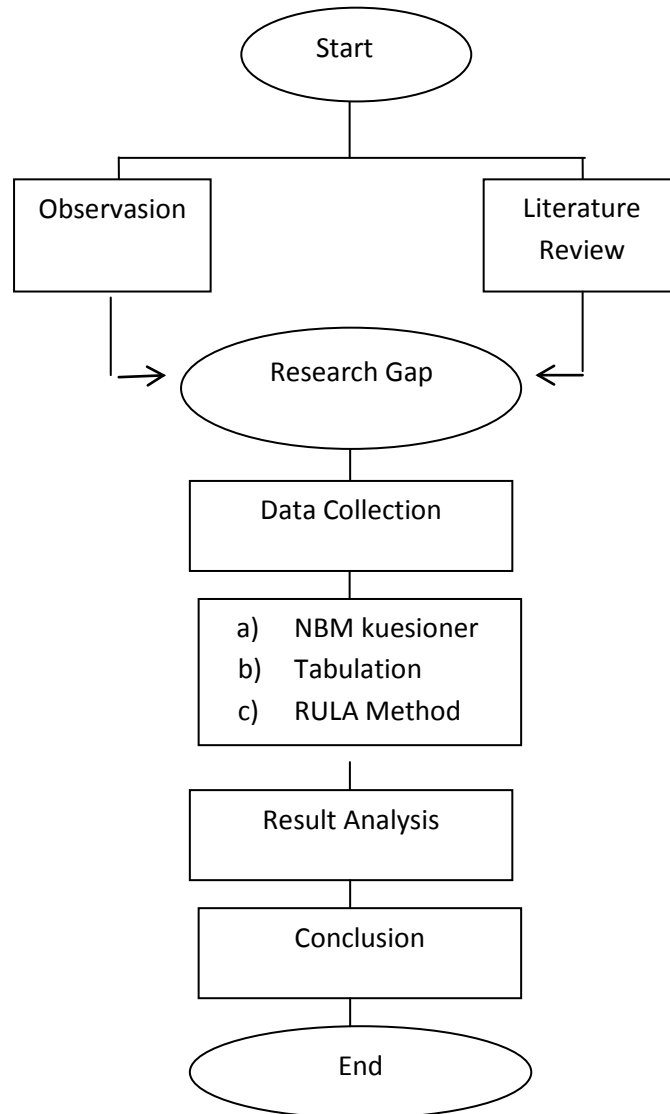 Start
Observasion
Literature
Review
Research Gap
Data Collection
a) NBM kuesioner
b) Tabulation
c) RULA Method
Result Analysis
Conclusion
End